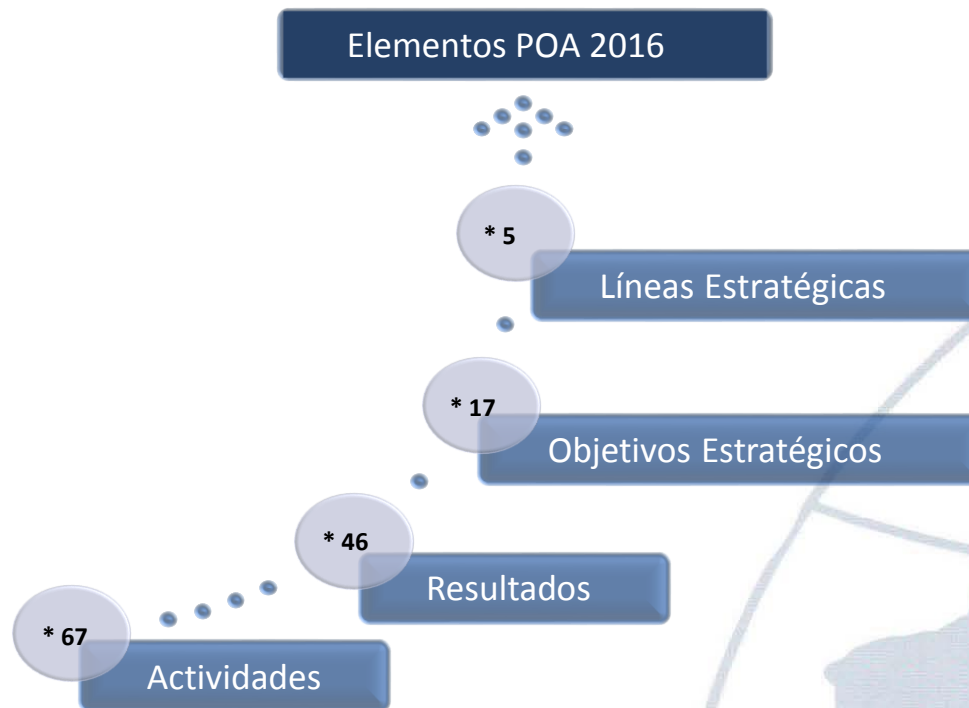 Elementos POA 2016
* 5
Líneas Estratégicas
* 17
Objetivos Estratégicos
* 46
Resultados
* 67
Actividades